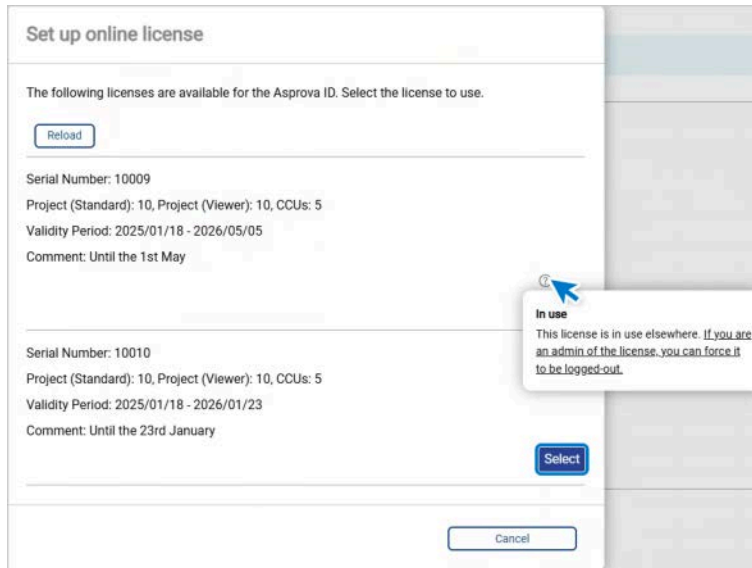 Set up online license
The following licenses are available for the Asprova ID. Select the license to use.
Reload
Serial Number: 10009
Project (Standard): 10, Project (Viewer): 10, CCUs: 5
Validity Period: 2025/01/18 - 2026/05/05
Comment: Until the 1st May
?
In use
This license is in use elsewhere. If you are
an admin of the license, you can force it
to be logged-out.
Serial Number: 10010
Project (Standard): 10, Project (Viewer): 10, CCUs: 5
Validity Period: 2025/01/18 - 2026/01/23
Comment: Until the 23rd January
Select
Cancel